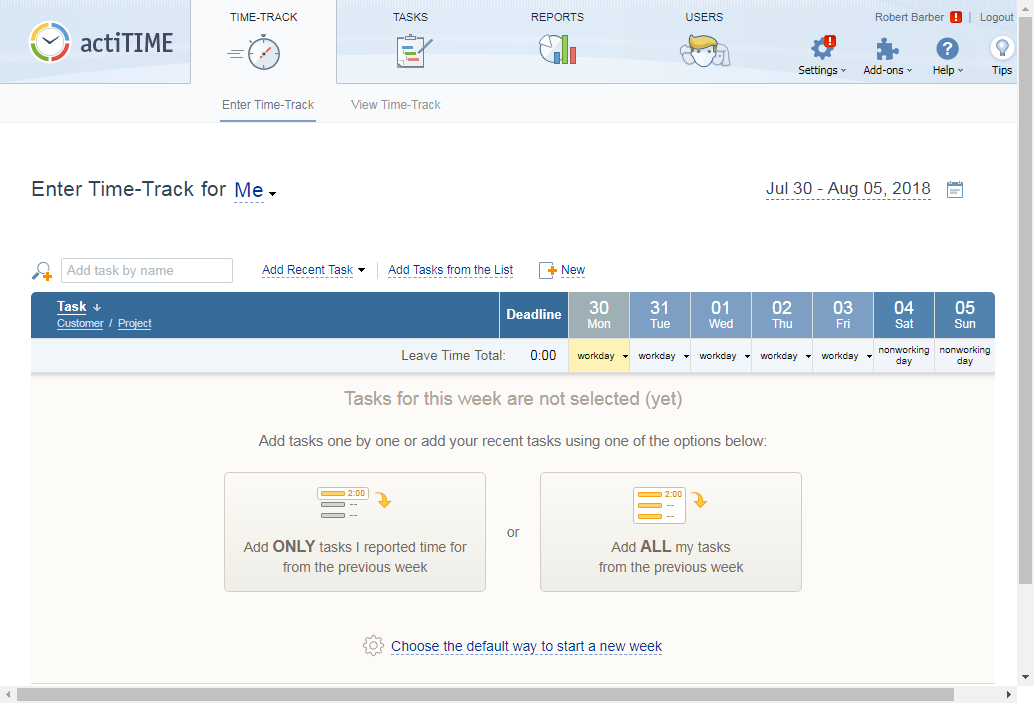 actiTIME
TIME-TRACK
TASKS
REPORTS
USERS
Robert Barber ! | Logout
Settings
Add-ons
Help
Tips
Enter Time-Track
View Time-Track
Enter Time-Track for Me
Jul 30 - Aug 05, 2018
Add task by name
Add Recent Task
Add Tasks from the List
New
Task ↓
Customer / Project
Deadline
30 Mon
31 Tue
01 Wed
02 Thu
03 Fri
04 Sat
05 Sun
Leave Time Total: 0:00
workday
workday
workday
workday
workday
nonworking day
nonworking day
Tasks for this week are not selected (yet)
Add tasks one by one or add your recent tasks using one of the options below:
2:00
--
--
Add ONLY tasks I reported time for
from the previous week
or
2:00
--
--
Add ALL my tasks
from the previous week
Choose the default way to start a new week